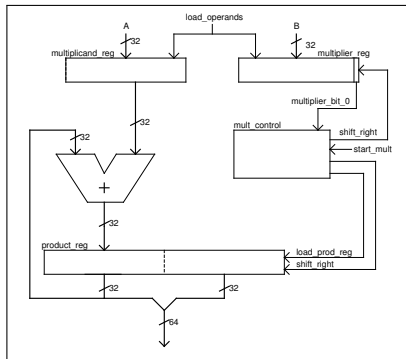 load_operands
A
B
32
32
multiplicand_reg
multiplier_reg
multiplier_bit_0
32
mult_control
shift_right
32
start_mult
+
32
product_reg
load_prod_reg
shift_right
32
32
64